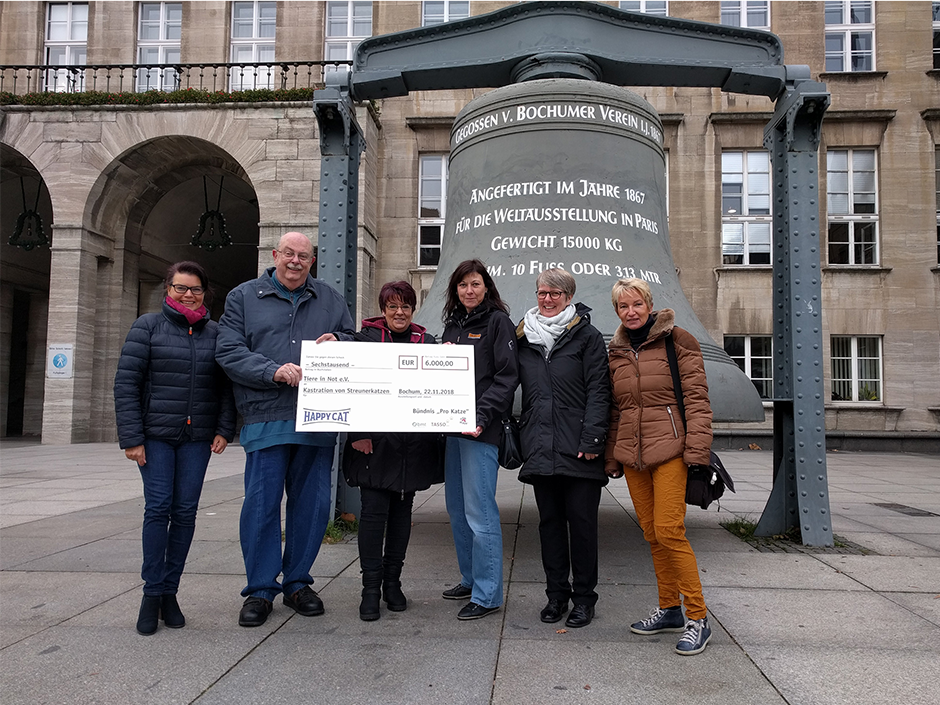 GEGOSSEN V. BOCHUMER VEREIN I.J.
ANGEFERTIGT IM JAHRE 1867
FÜR DIE WELTAUSSTELLUNG IN PARIS
GEWICHT 15000 KG
M. 10 FUSS ODER 3,13 MTR
- Sechstausend -
EUR
6.000,-
Tiere in Not e.V.
Kastration von Streunerkatzen
Bochum, 22.11.2018
HAPPY CAT
Bündnis „Pro Katze"
TASSO